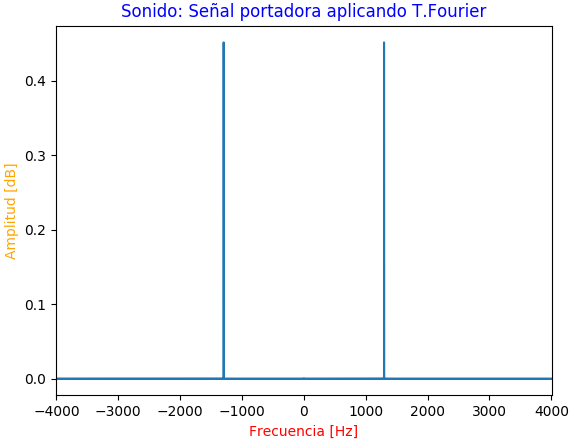 Sonido: Señal portadora aplicando T.Fourier
Amplitud [dB]
0.4
0.3
0.2
0.1
0.0
−4000 −3000 −2000 −1000 0 1000 2000 3000 4000
Frecuencia [Hz]